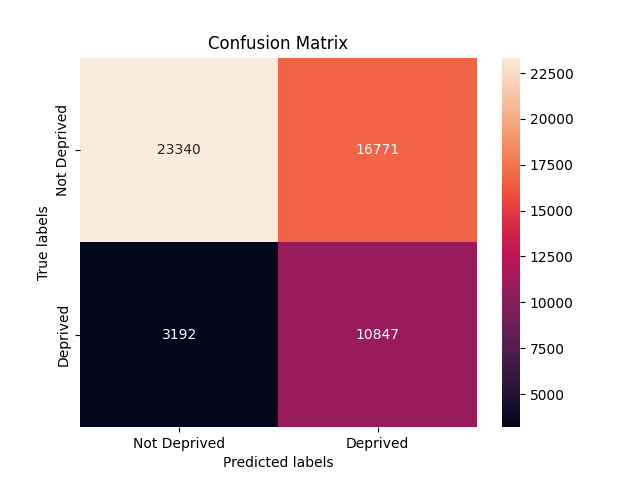 Confusion Matrix
True labels
Not Deprived
Deprived
23340
16771
3192
10847
Not Deprived
Deprived
Predicted labels
22500
20000
17500
15000
12500
10000
7500
5000